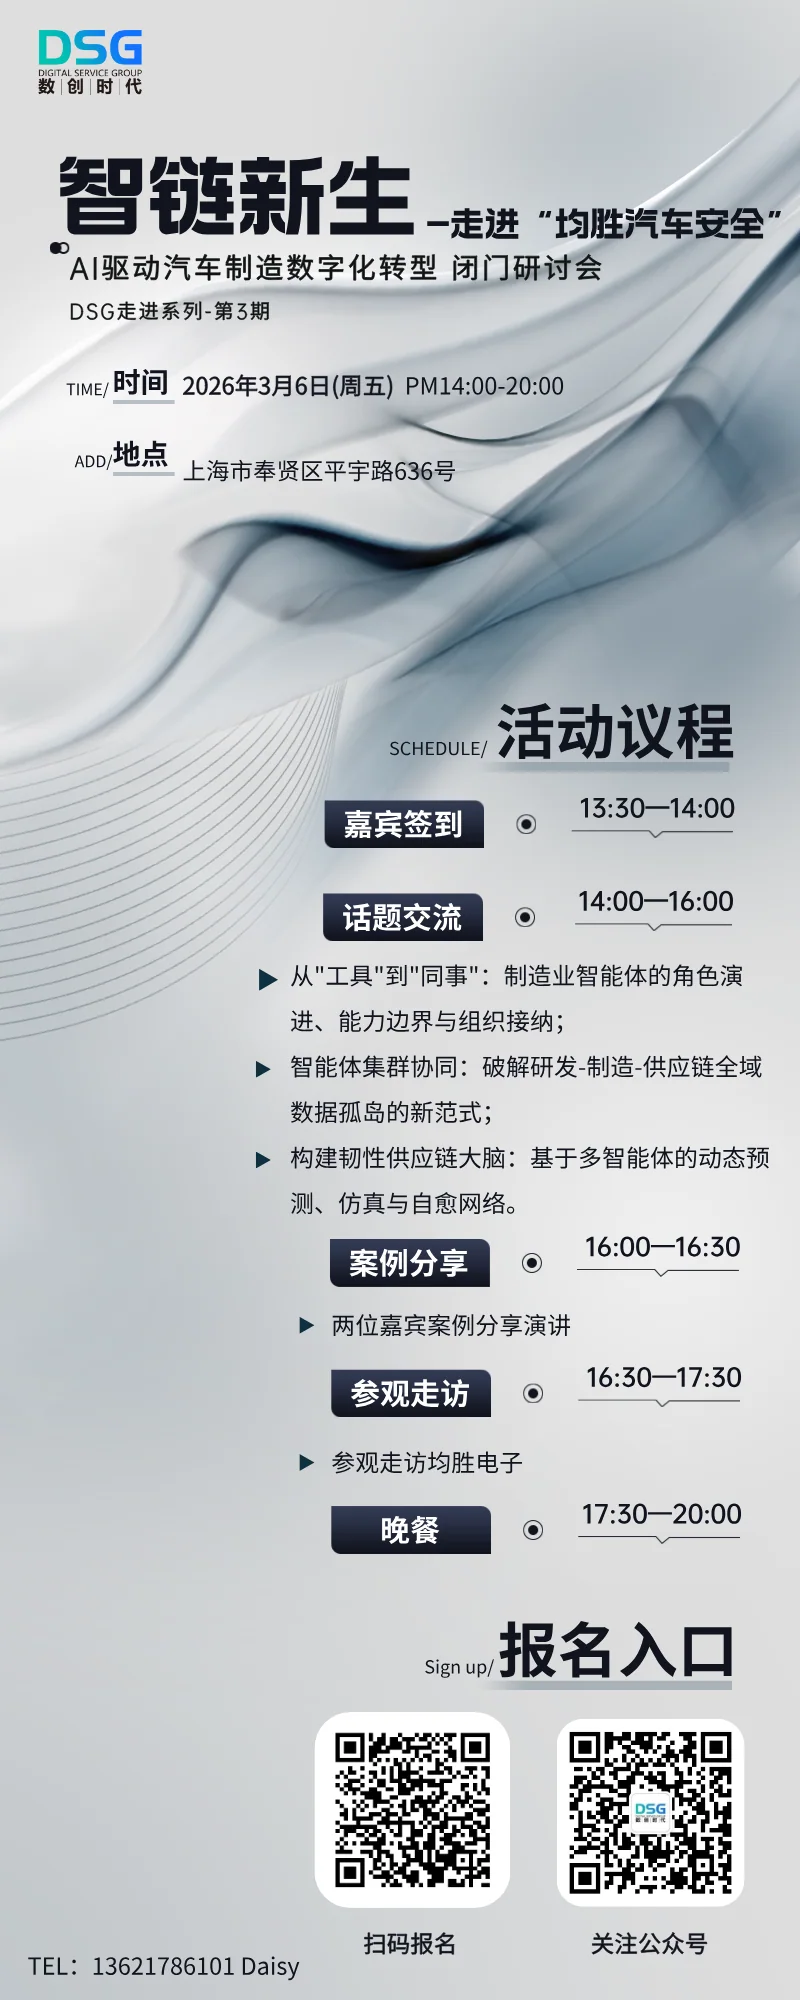 DSG
DIGITAL SERVICE GROUP
数|创|时|代
智链新生
–走进“均胜汽车安全”
AI驱动汽车制造数字化转型 闭门研讨会
DSG走进系列-第3期
TIME/时间 2026年3月6日(周五) PM14:00-20:00
ADD/地点 上海市奉贤区平宇路636号
SCHEDULE/活动议程
嘉宾签到 13:30—14:00
话题交流 14:00—16:00
从"工具"到"同事"：制造业智能体的角色演
进、能力边界与组织接纳；
智能体集群协同：破解研发-制造-供应链全域
数据孤岛的新范式；
构建韧性供应链大脑：基于多智能体的动态预
测、仿真与自愈网络。
案例分享 16:00—16:30
两位嘉宾案例分享演讲
参观走访 16:30—17:30
参观走访均胜电子
晚餐 17:30—20:00
Sign up/报名入口
DSG
数|创|时|代
扫码报名
关注公众号
TEL：13621786101 Daisy